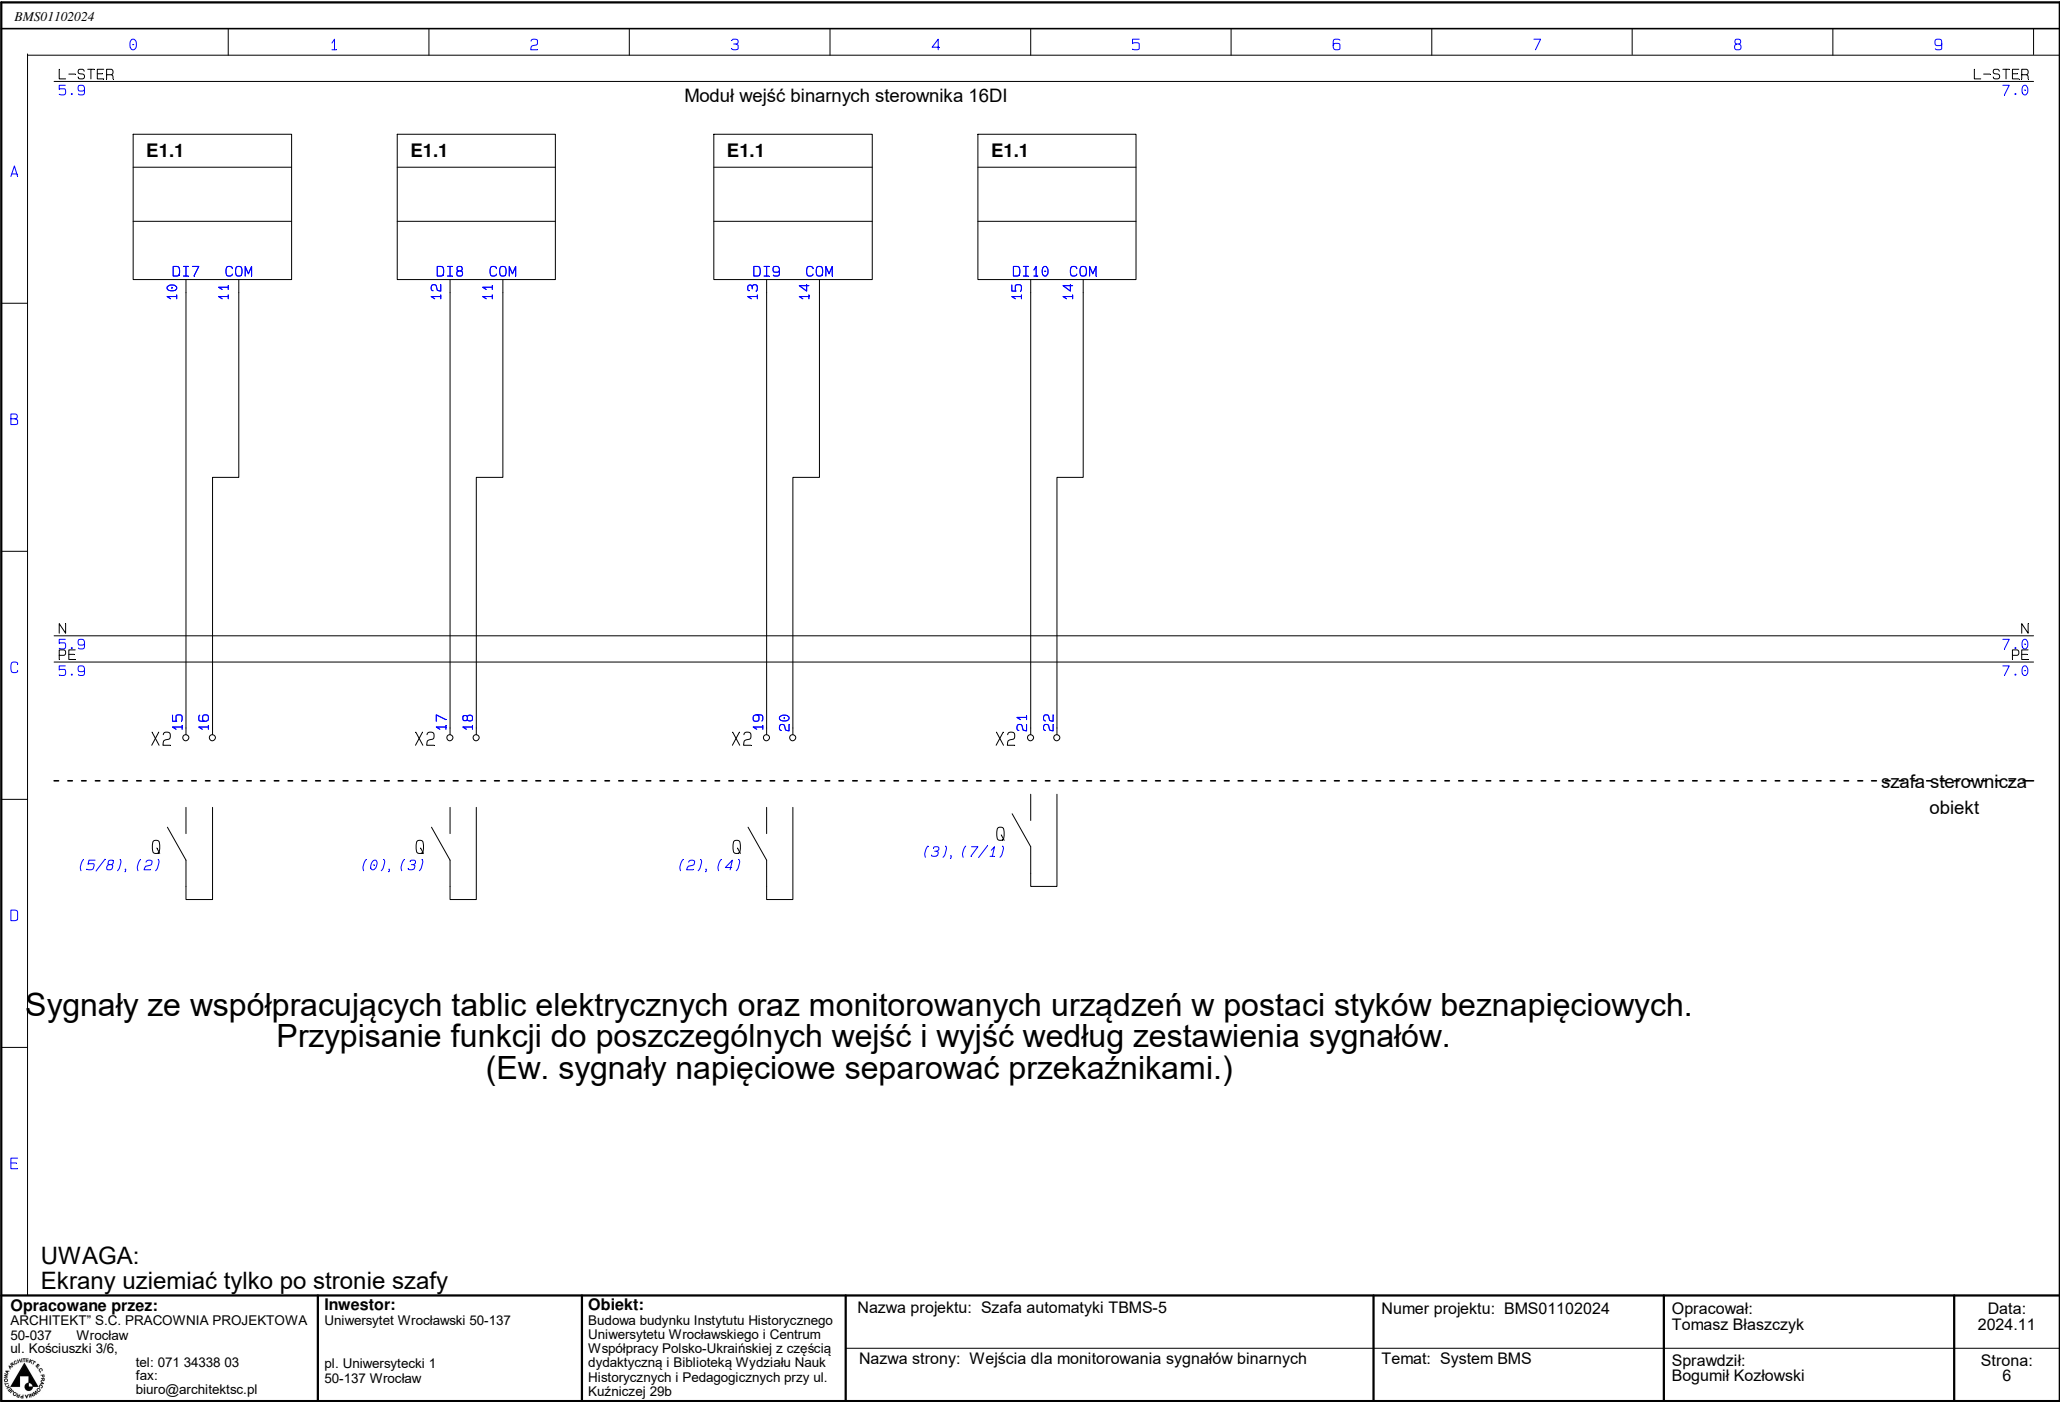 BMS01102024
0 1 2 3 4 5 6 7 8 9
L-STER L-STER
5.9 7.0
Moduł wejść binarnych sterownika 16DI
E1.1 E1.1 E1.1 E1.1
A
DI7 COM DI8 COM DI9 COM DI10 COM
10 11 12 11 13 14 15 14
B
N N
5.9 7.0
PE PE
5.9 7.0
C
15 16 17 18 19 20 21 22
X2 X2 X2 X2
szafa sterownicza
obiekt
Q Q Q Q
(5/8), (2) (0), (3) (2), (4) (3), (7/1)
D
Sygnały ze współpracujących tablic elektrycznych oraz monitorowanych urządzeń w postaci styków beznapięciowych.
Przypisanie funkcji do poszczególnych wejść i wyjść według zestawienia sygnałów.
(Ew. sygnały napięciowe separować przekaźnikami.)
E
UWAGA:
Ekrany uziemiać tylko po stronie szafy
Opracowane przez:
ARCHITEKT" S.C. PRACOWNIA PROJEKTOWA
50-037 Wrocław
ul. Kościuszki 3/6,
tel: 071 34338 03
fax:
biuro@architektsc.pl
Inwestor:
Uniwersytet Wrocławski 50-137
pl. Uniwersytecki 1
50-137 Wrocław
Obiekt:
Budowa budynku Instytutu Historycznego
Uniwersytetu Wrocławskiego i Centrum
Współpracy Polsko-Ukraińskiej z częścią
dydaktyczną i Biblioteką Wydziału Nauk
Historycznych i Pedagogicznych przy ul.
Kuźniczej 29b
Nazwa projektu: Szafa automatyki TBMS-5
Nazwa strony: Wejścia dla monitorowania sygnałów binarnych
Numer projektu: BMS01102024
Temat: System BMS
Opracował:
Tomasz Błaszczyk
Sprawdził:
Bogumił Kozłowski
Data:
2024.11
Strona:
6